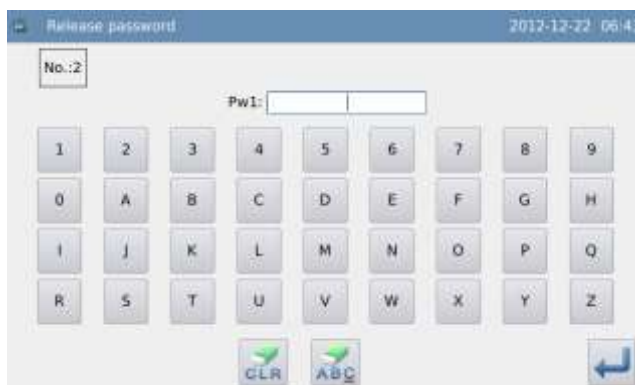 Release password 2012-12-22 06:4
No.:2
Pw1:
1 2 3 4 5 6 7 8 9
0 A B C D E F G H
I J K L M N O P Q
R S T U V W X Y Z
CLR ABC